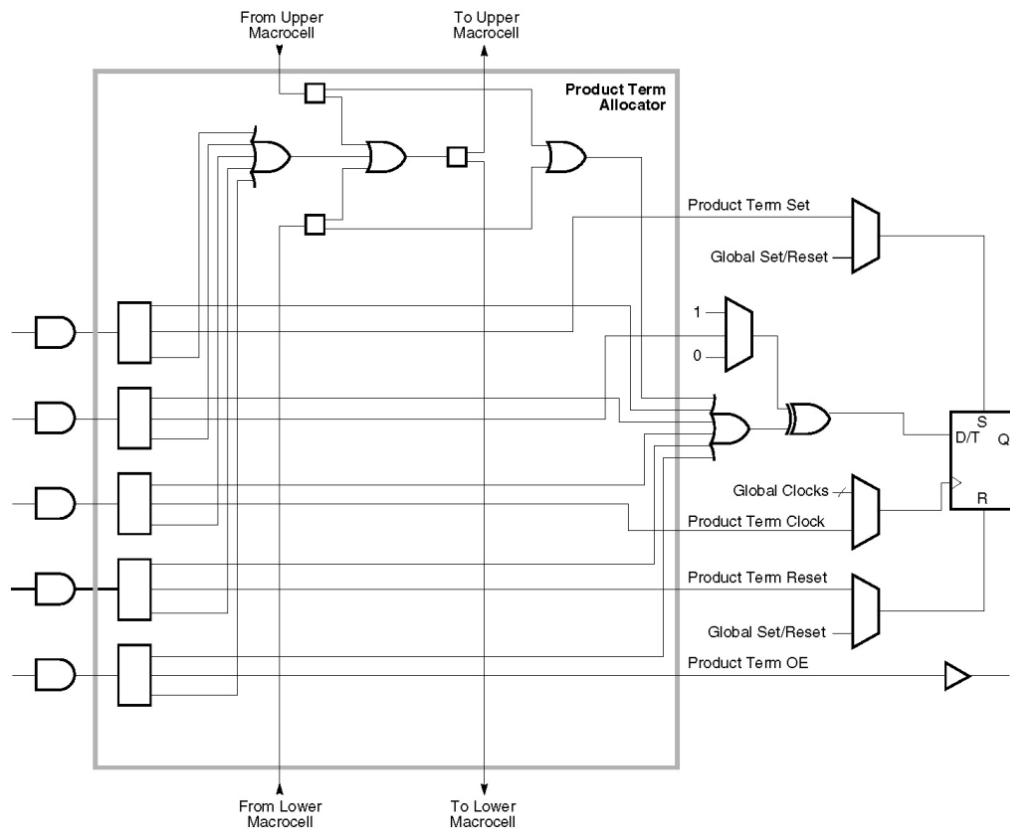 From Upper
Macrocell
To Upper
Macrocell
Product Term
Allocator
Product Term Set
Global Set/Reset
1
0
D/T
S
Q
R
Global Clocks
Product Term Clock
Product Term Reset
Global Set/Reset
Product Term OE
From Lower
Macrocell
To Lower
Macrocell